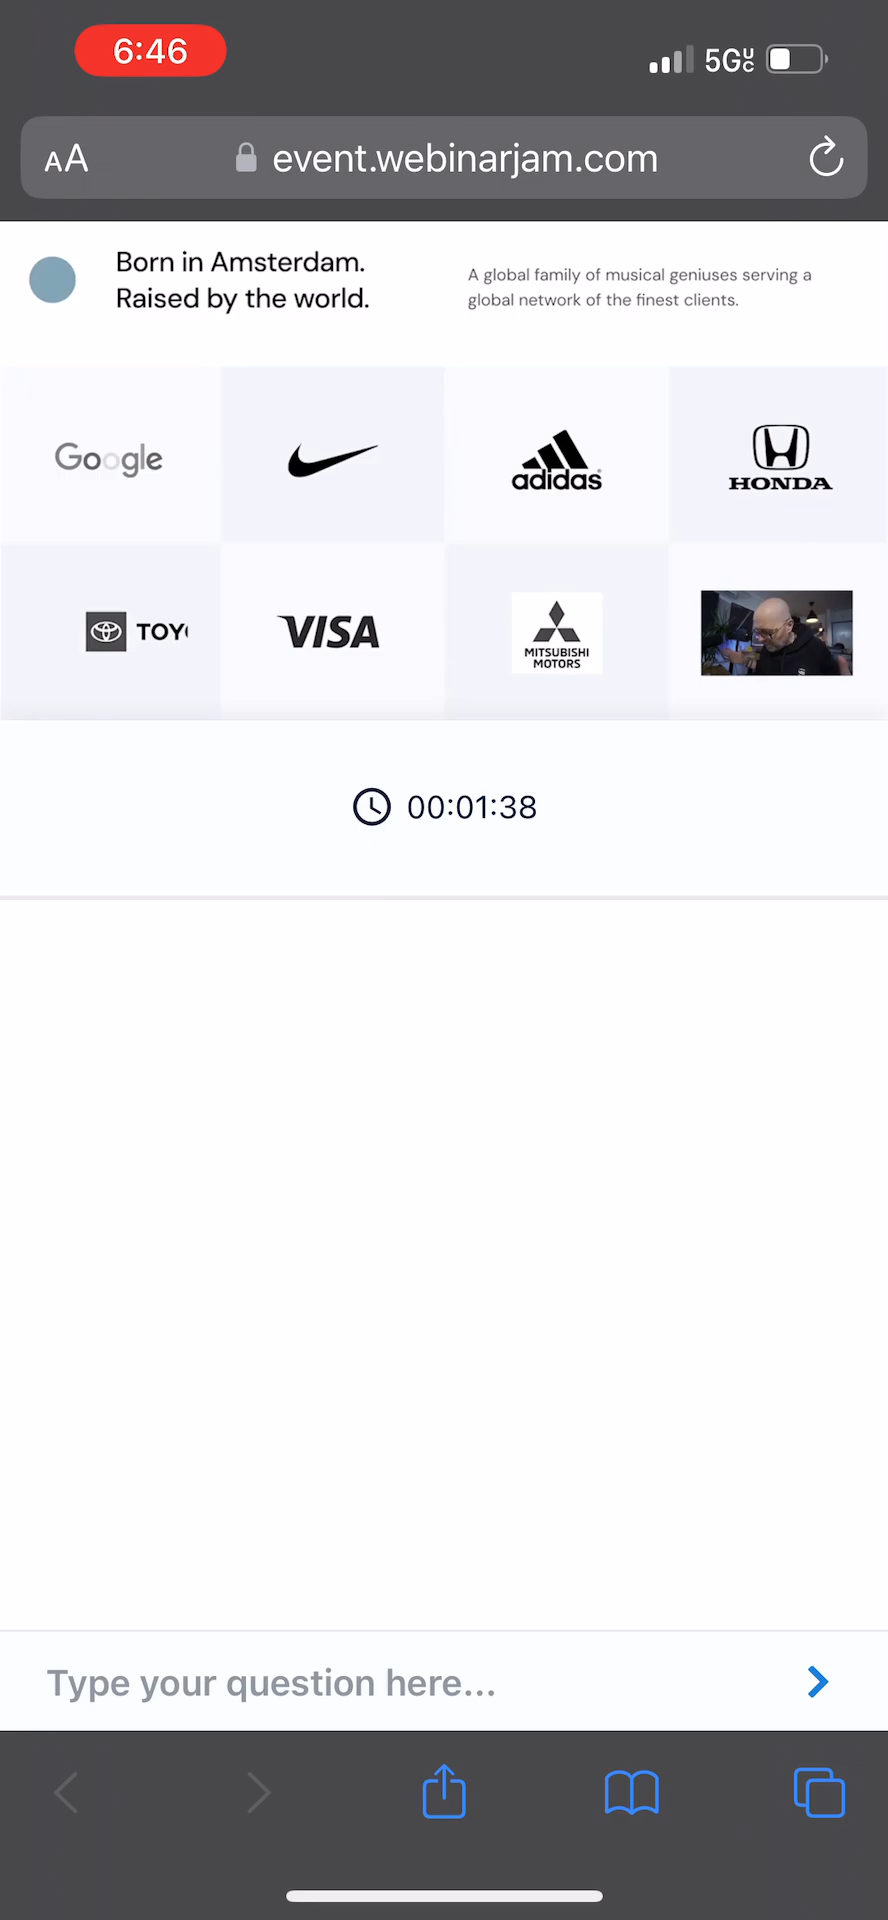 6:46
5G UC
AA
event.webinarjam.com
Born in Amsterdam.
Raised by the world.
A global family of musical geniuses serving a
global network of the finest clients.
Google
adidas
HONDA
TOYO
VISA
MITSUBISHI
MOTORS
00:01:38
Type your question here...